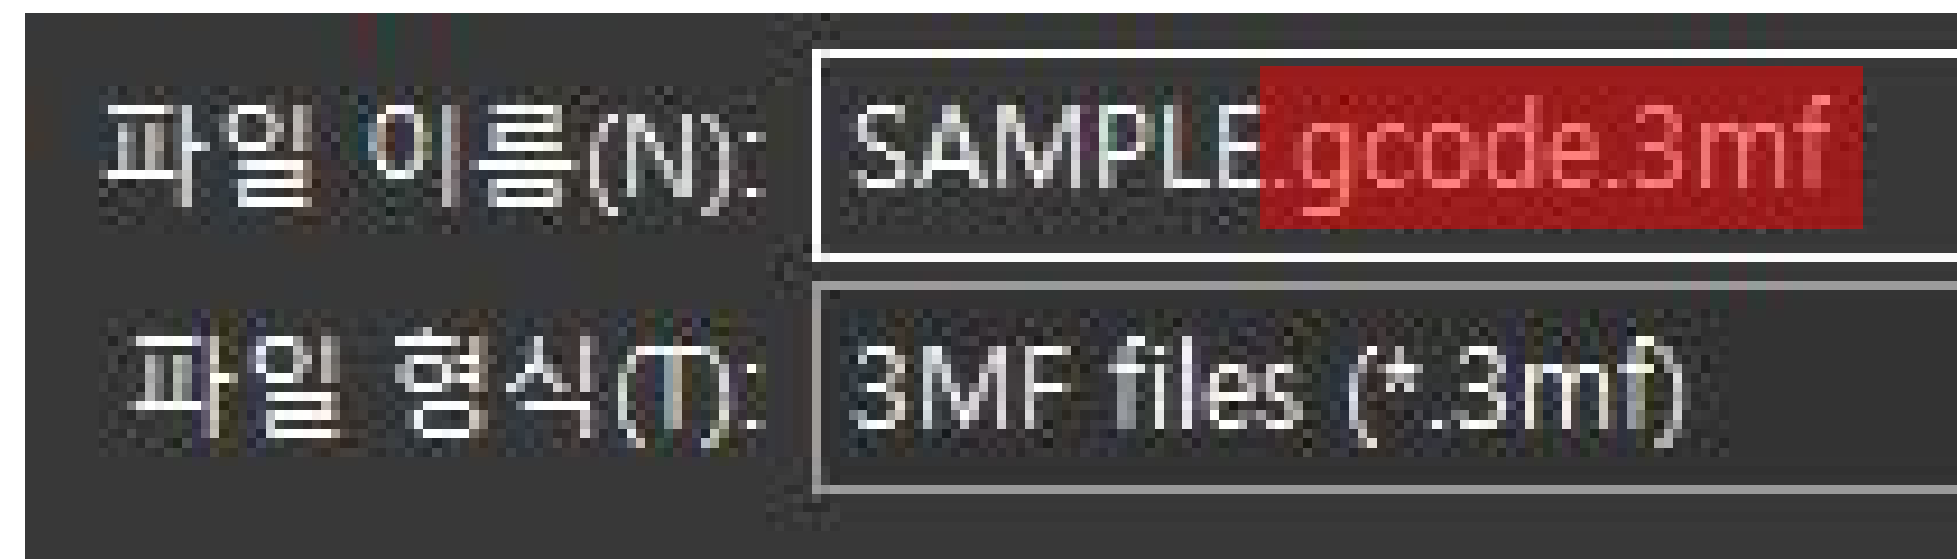 파일 이름(N): SAMPLE.gcode.3mf
파일 형식(T): 3MF files (*.3mf)